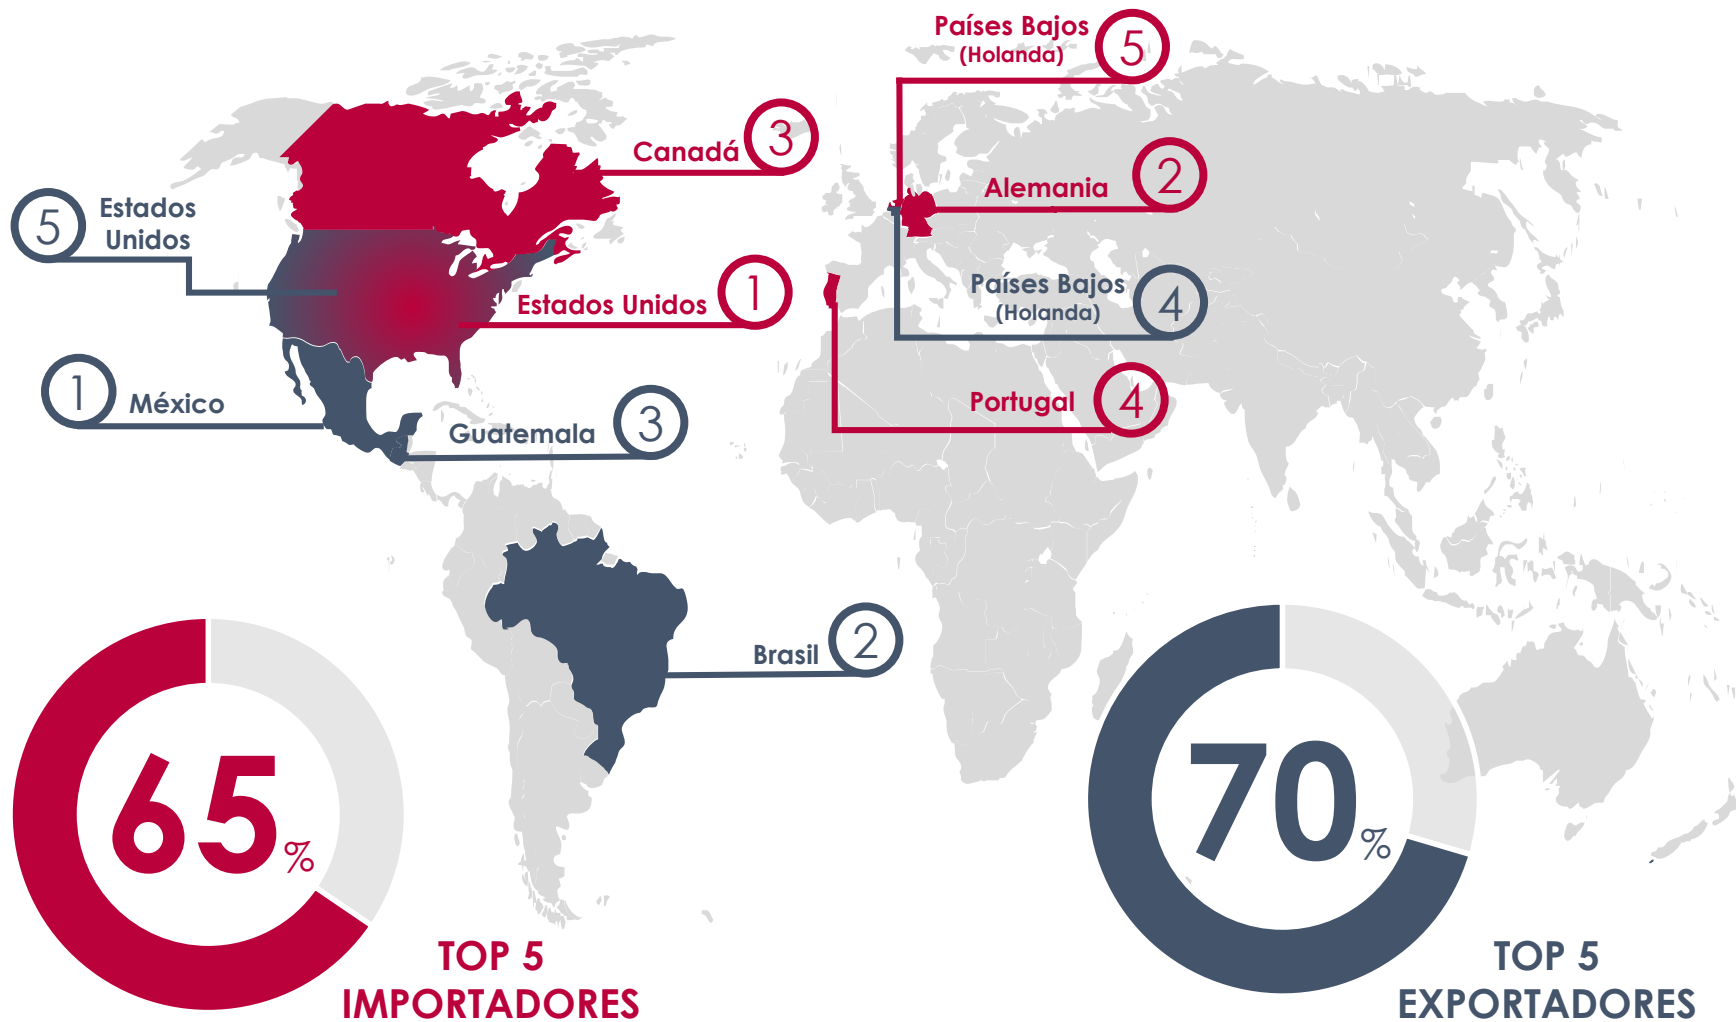 Países Bajos
(Holanda)
5
Canadá
3
Alemania
2
5
Estados
Unidos
Países Bajos
(Holanda)
4
Estados Unidos
1
1
México
Guatemala
3
Portugal
4
Brasil
2
65%
TOP 5
IMPORTADORES
70%
TOP 5
EXPORTADORES